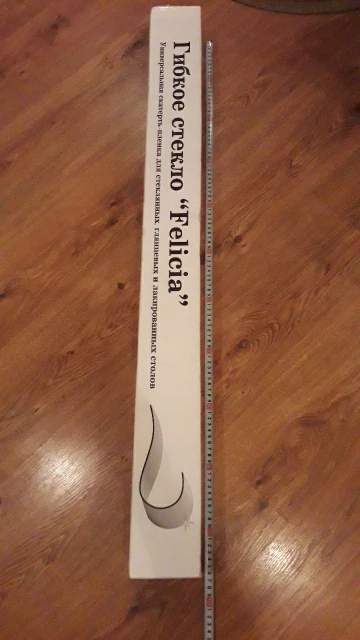 Гибкое стекло “Felicia”
Универсальная скатерть-пленка для стеклянных, глянцевых и лакированных столов